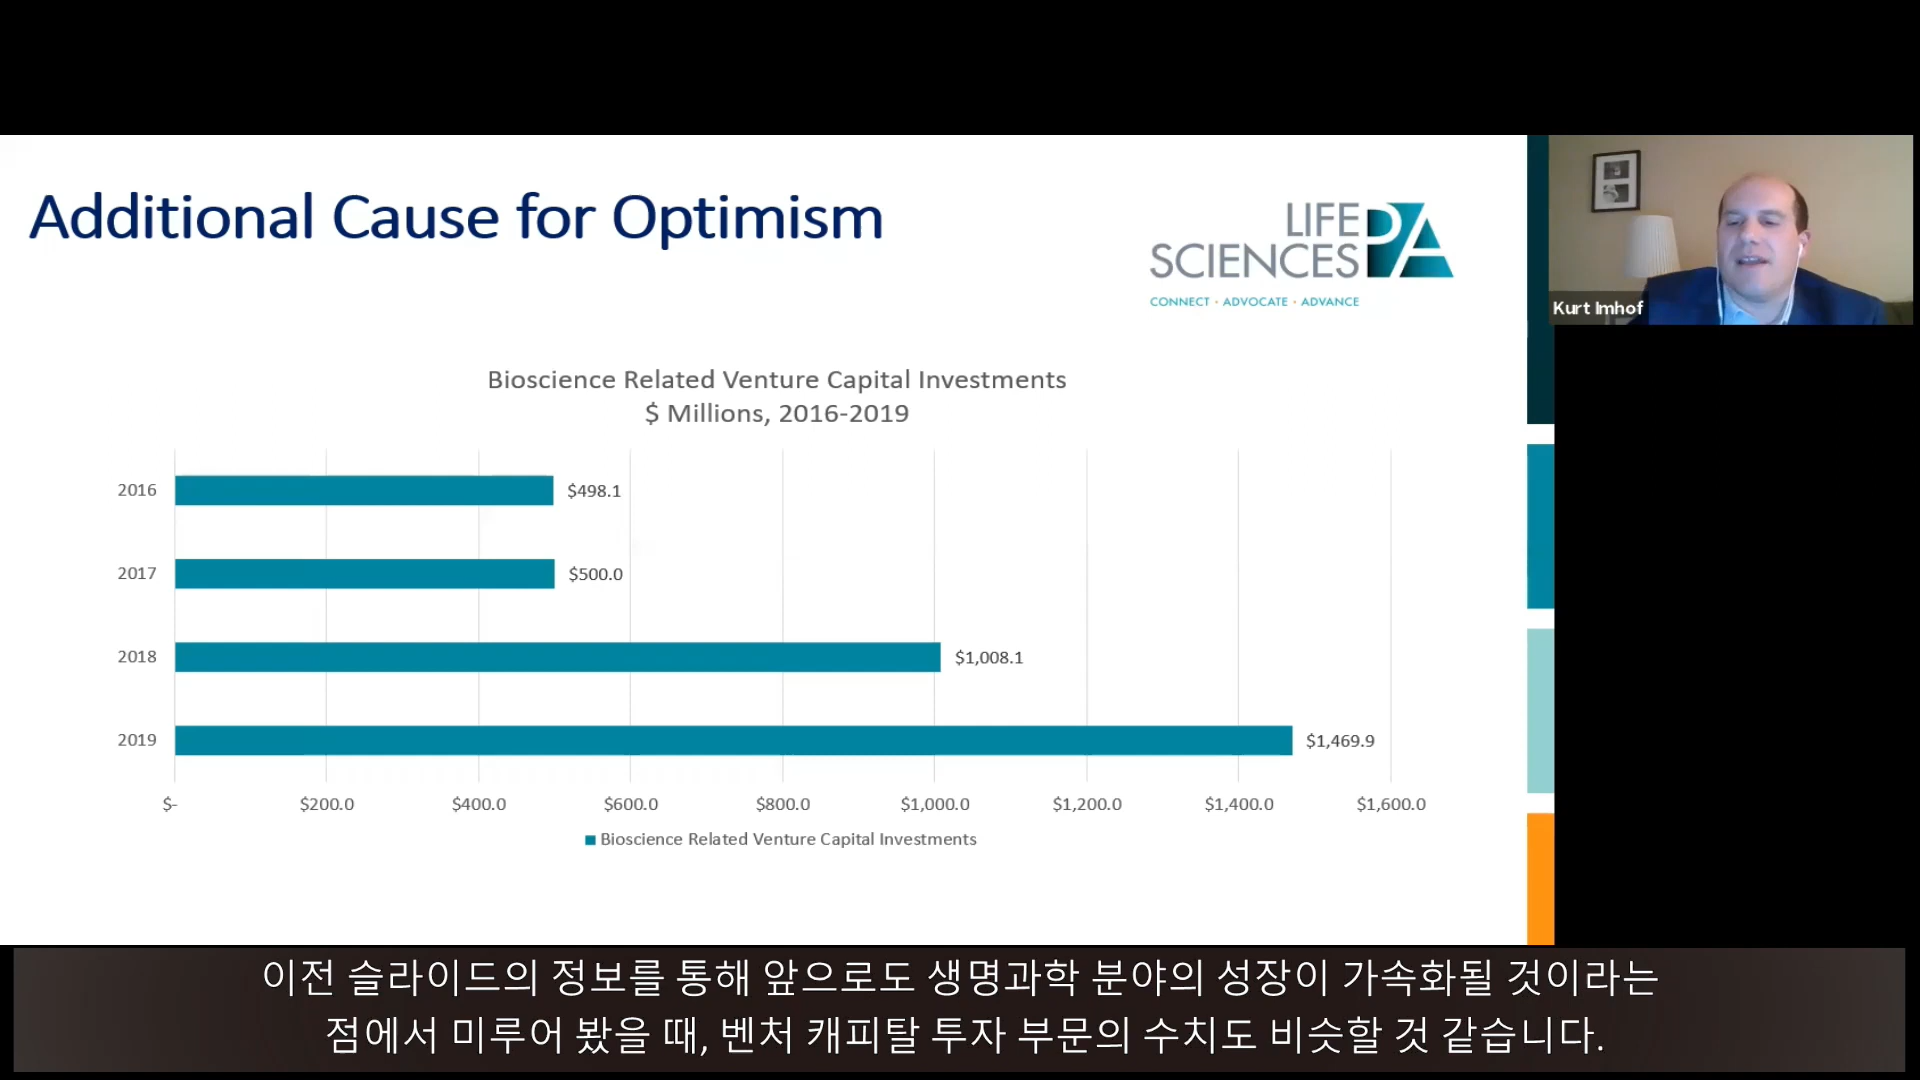 Additional Cause for Optimism
LIFE
SCIENCES
PA
CONNECT • ADVOCATE • ADVANCE
Kurt Imhof
Bioscience Related Venture Capital Investments
$ Millions, 2016-2019
2016 $498.1
2017 $500.0
2018 $1,008.1
2019 $1,469.9
$- $200.0 $400.0 $600.0 $800.0 $1,000.0 $1,200.0 $1,400.0 $1,600.0
Bioscience Related Venture Capital Investments
이전 슬라이드의 정보를 통해 앞으로도 생명과학 분야의 성장이 가속화될 것이라는
점에서 미루어 봤을 때, 벤처 캐피탈 투자 부문의 수치도 비슷할 것 같습니다.